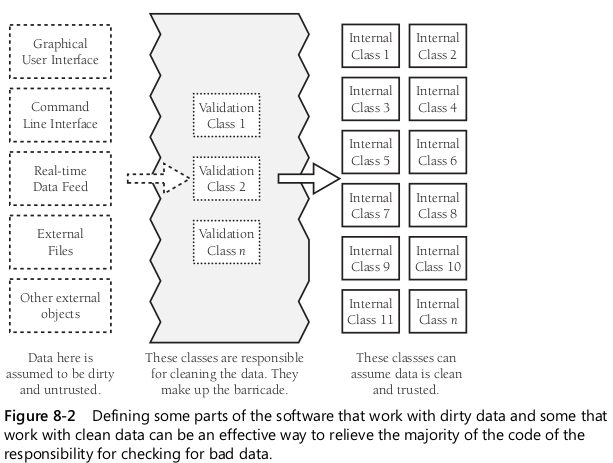 Graphical
User Interface
Command
Line Interface
Real-time
Data Feed
External
Files
Other external
objects
Data here is
assumed to be dirty
and untrusted.
Validation
Class 1
Validation
Class 2
Validation
Class n
These classes are responsible
for cleaning the data. They
make up the barricade.
Internal
Class 1
Internal
Class 2
Internal
Class 3
Internal
Class 4
Internal
Class 5
Internal
Class 6
Internal
Class 7
Internal
Class 8
Internal
Class 9
Internal
Class 10
Internal
Class 11
Internal
Class n
These classses can
assume data is clean
and trusted.
Figure 8-2 Defining some parts of the software that work with dirty data and some that
work with clean data can be an effective way to relieve the majority of the code of the
responsibility for checking for bad data.